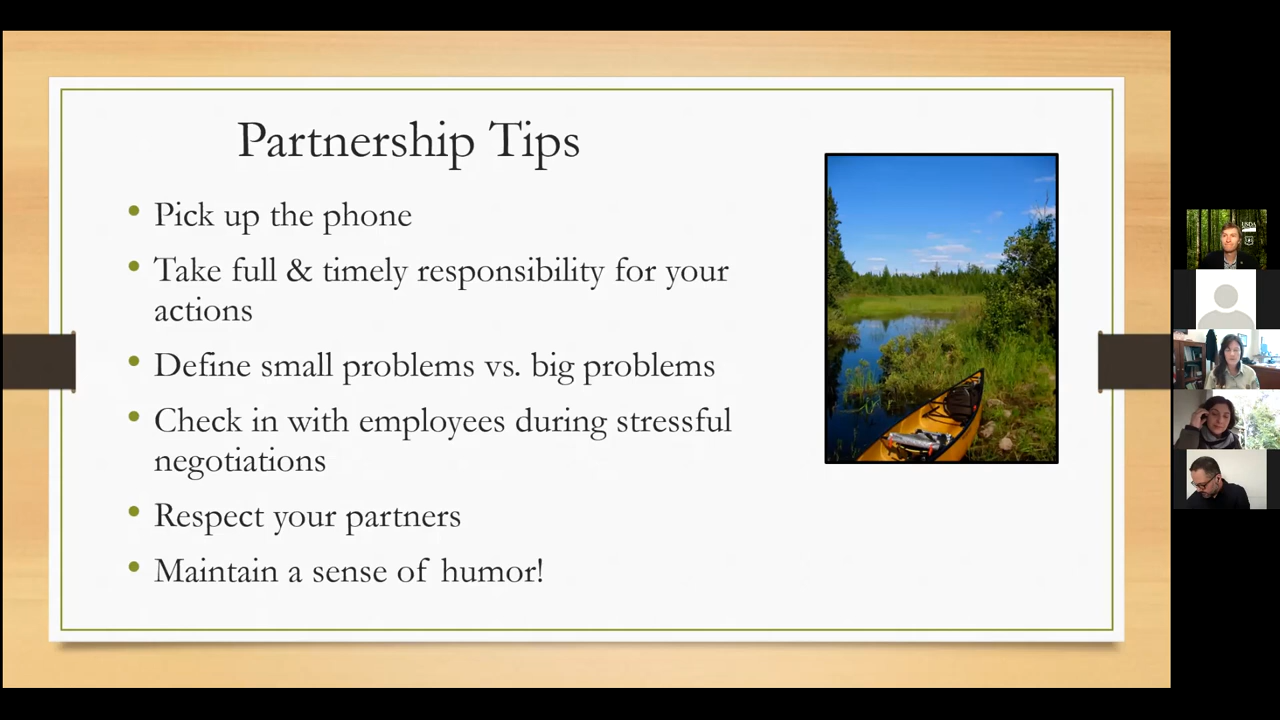 Partnership Tips
• Pick up the phone
• Take full & timely responsibility for your
actions
• Define small problems vs. big problems
• Check in with employees during stressful
negotiations
• Respect your partners
• Maintain a sense of humor!
USDA